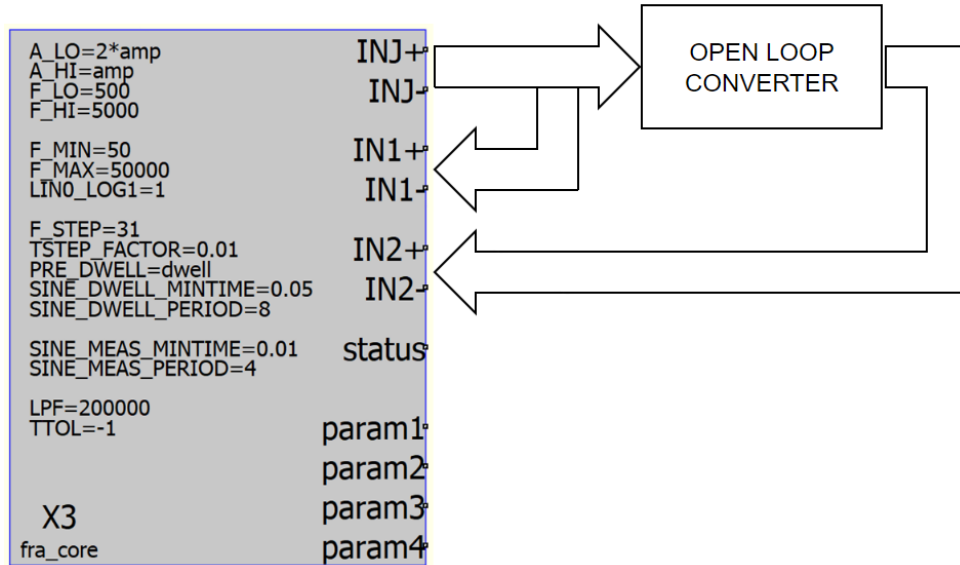 A_LO=2*amp
A_HI=amp
F_LO=500
F_HI=5000
F_MIN=50
F_MAX=50000
LIN0_LOG1=1
F_STEP=31
TSTEP_FACTOR=0.01
PRE_DWELL=dwell
SINE_DWELL_MINTIME=0.05
SINE_DWELL_PERIOD=8
SINE_MEAS_MINTIME=0.01
SINE_MEAS_PERIOD=4
LPF=200000
TTOL=-1
X3
fra_core
INJ+
INJ-
IN1+
IN1-
IN2+
IN2-
status
param1
param2
param3
param4
OPEN LOOP
CONVERTER